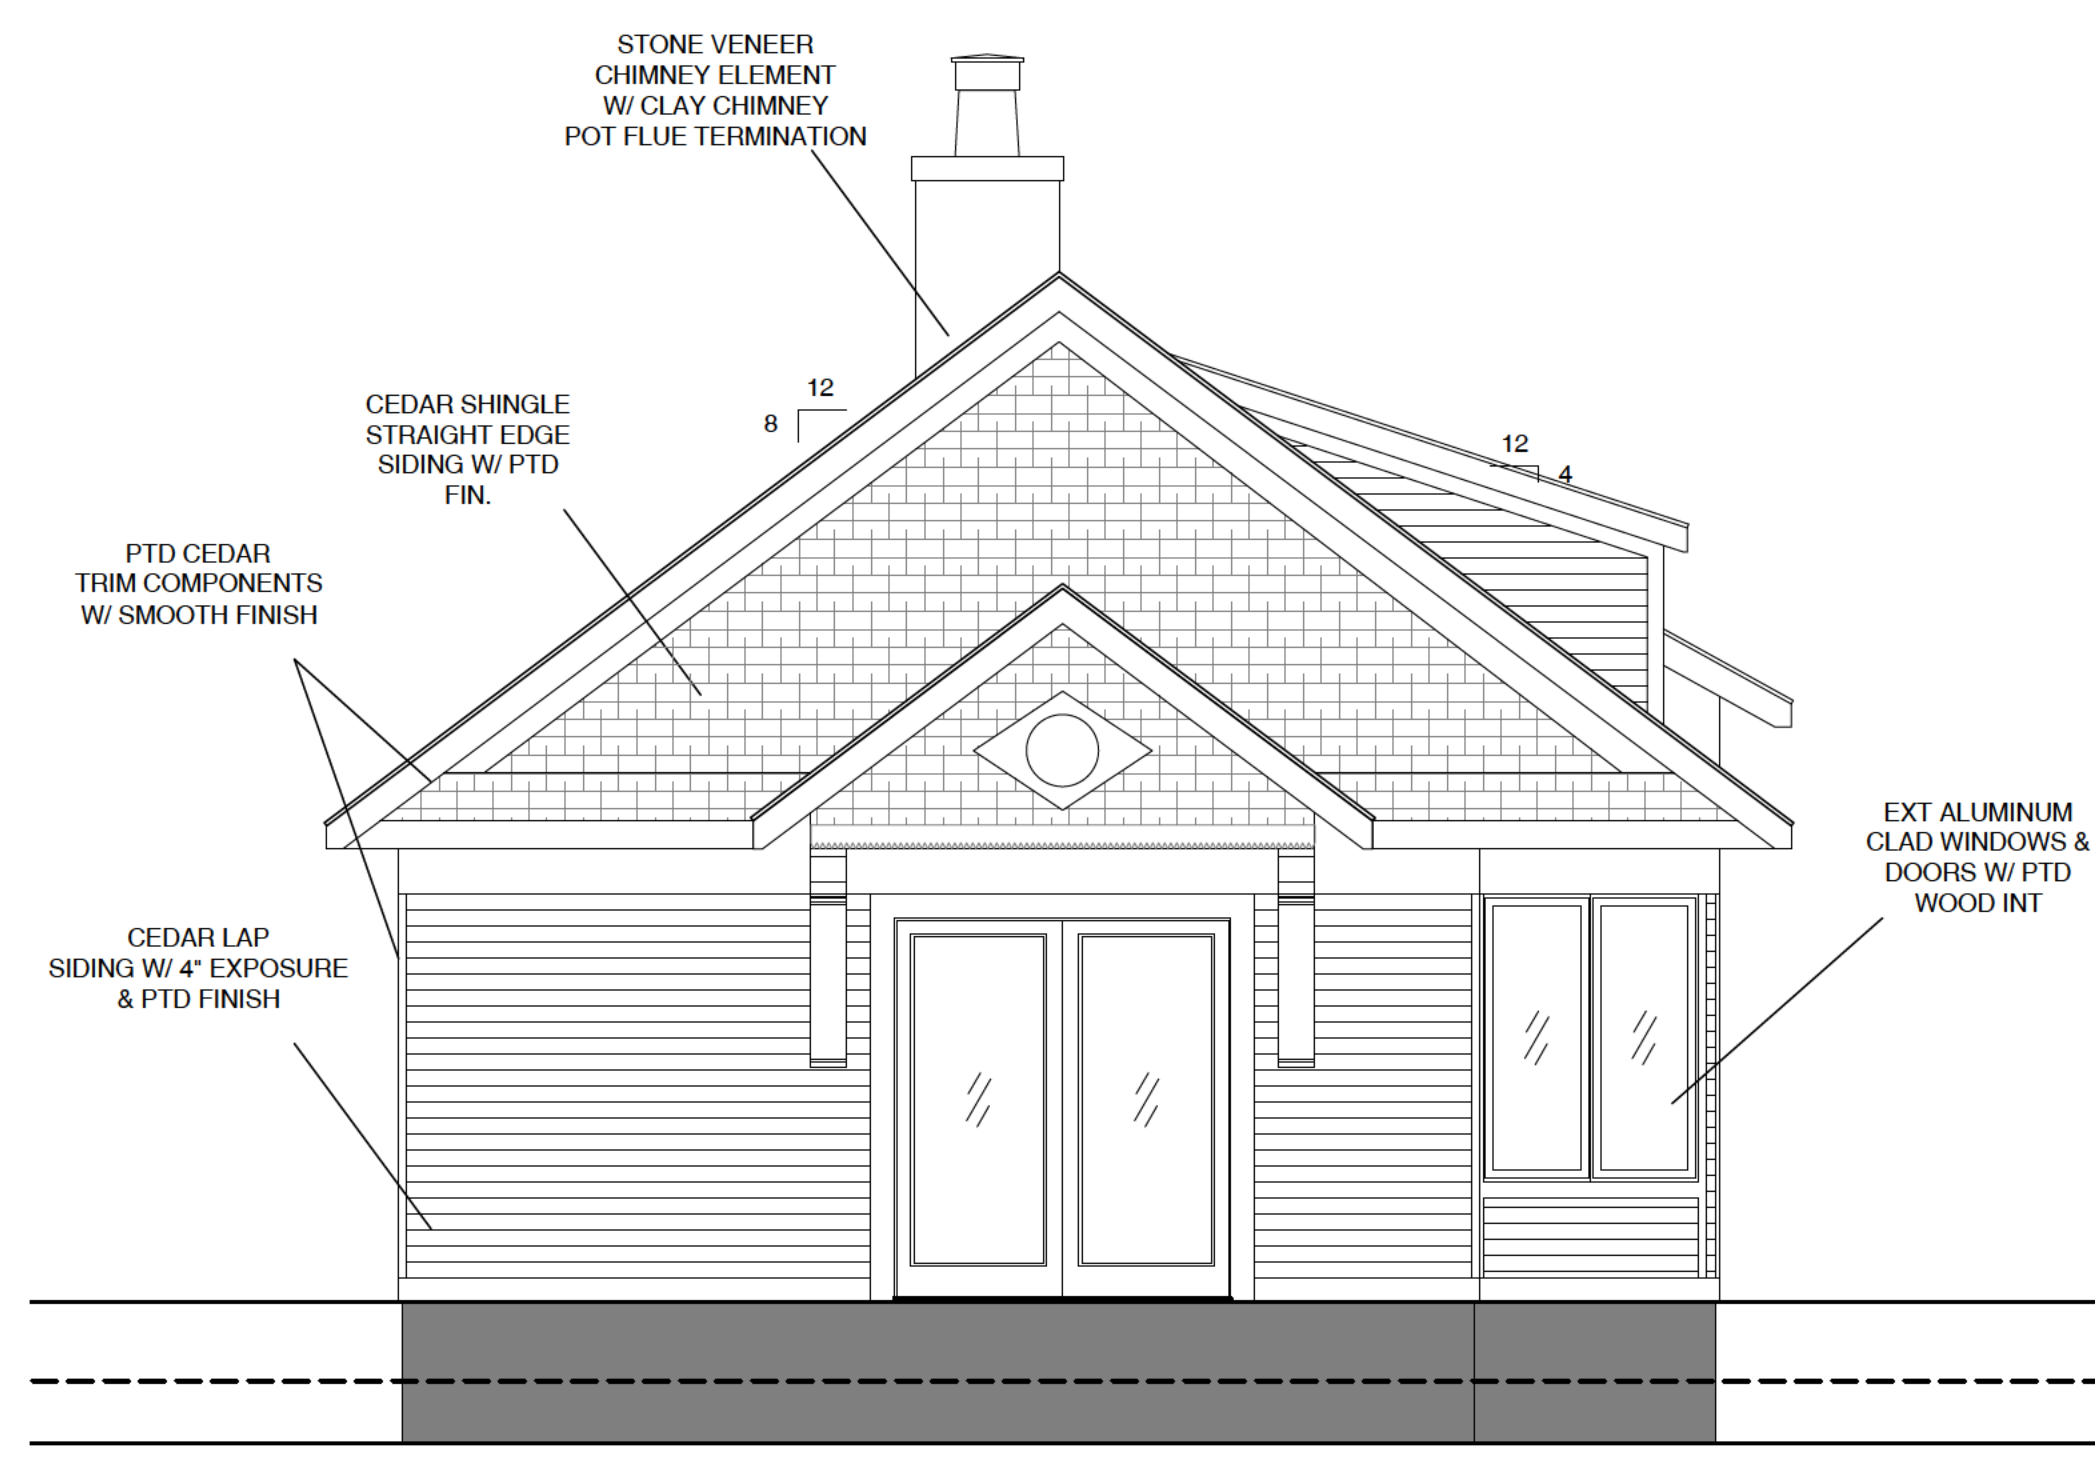 STONE VENEER
CHIMNEY ELEMENT
W/ CLAY CHIMNEY
POT FLUE TERMINATION
12
8
CEDAR SHINGLE
STRAIGHT EDGE
SIDING W/ PTD
FIN.
12
4
PTD CEDAR
TRIM COMPONENTS
W/ SMOOTH FINISH
EXT ALUMINUM
CLAD WINDOWS &
DOORS W/ PTD
WOOD INT
CEDAR LAP
SIDING W/ 4" EXPOSURE
& PTD FINISH